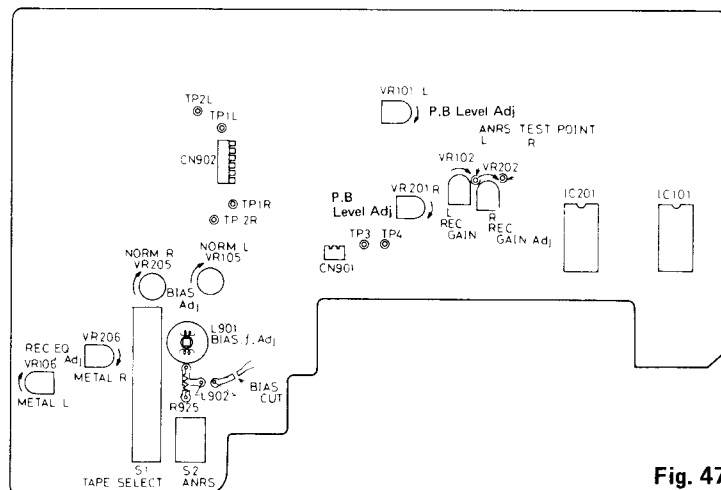 VR101 L
P.B Level Adj
TP2L
TP1L
ANRS TEST POINT
L R
VR102
VR202
CN902
P.B
Level Adj
VR201 R
IC201
IC101
TP1R
TP 2R
L
REC
GAIN
R
REC
GAIN Adj
TP3 TP4
CN901
NORM R
VR205
NORM L
VR105
BIAS
Adj
L901
BIAS.f.Adj
REC EQ
Adj
VR206
VR106
METAL R
METAL L
BIAS
CUT
L902
R925
S1
TAPE SELECT
S2
ANRS
Fig. 47